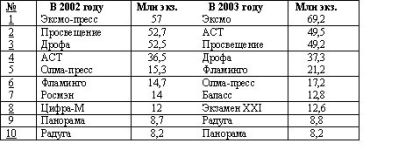 № В 2002 году Млн экз. В 2003 году Млн экз.
1 Эксмо-пресс 57 Эксмо 69,2
2 Просвещение 52,7 АСТ 49,5
3 Дрофа 52,5 Просвещение 49,2
4 АСТ 36,5 Дрофа 37,3
5 Олма-пресс 15,3 Фламинго 21,2
6 Фламинго 14,7 Олма-пресс 17,2
7 Росмэн 14 Баласс 12,8
8 Цифра-М 12 Экзамен XXI 12,6
9 Панорама 8,7 Радуга 8,8
10 Радуга 8,2 Панорама 8,2